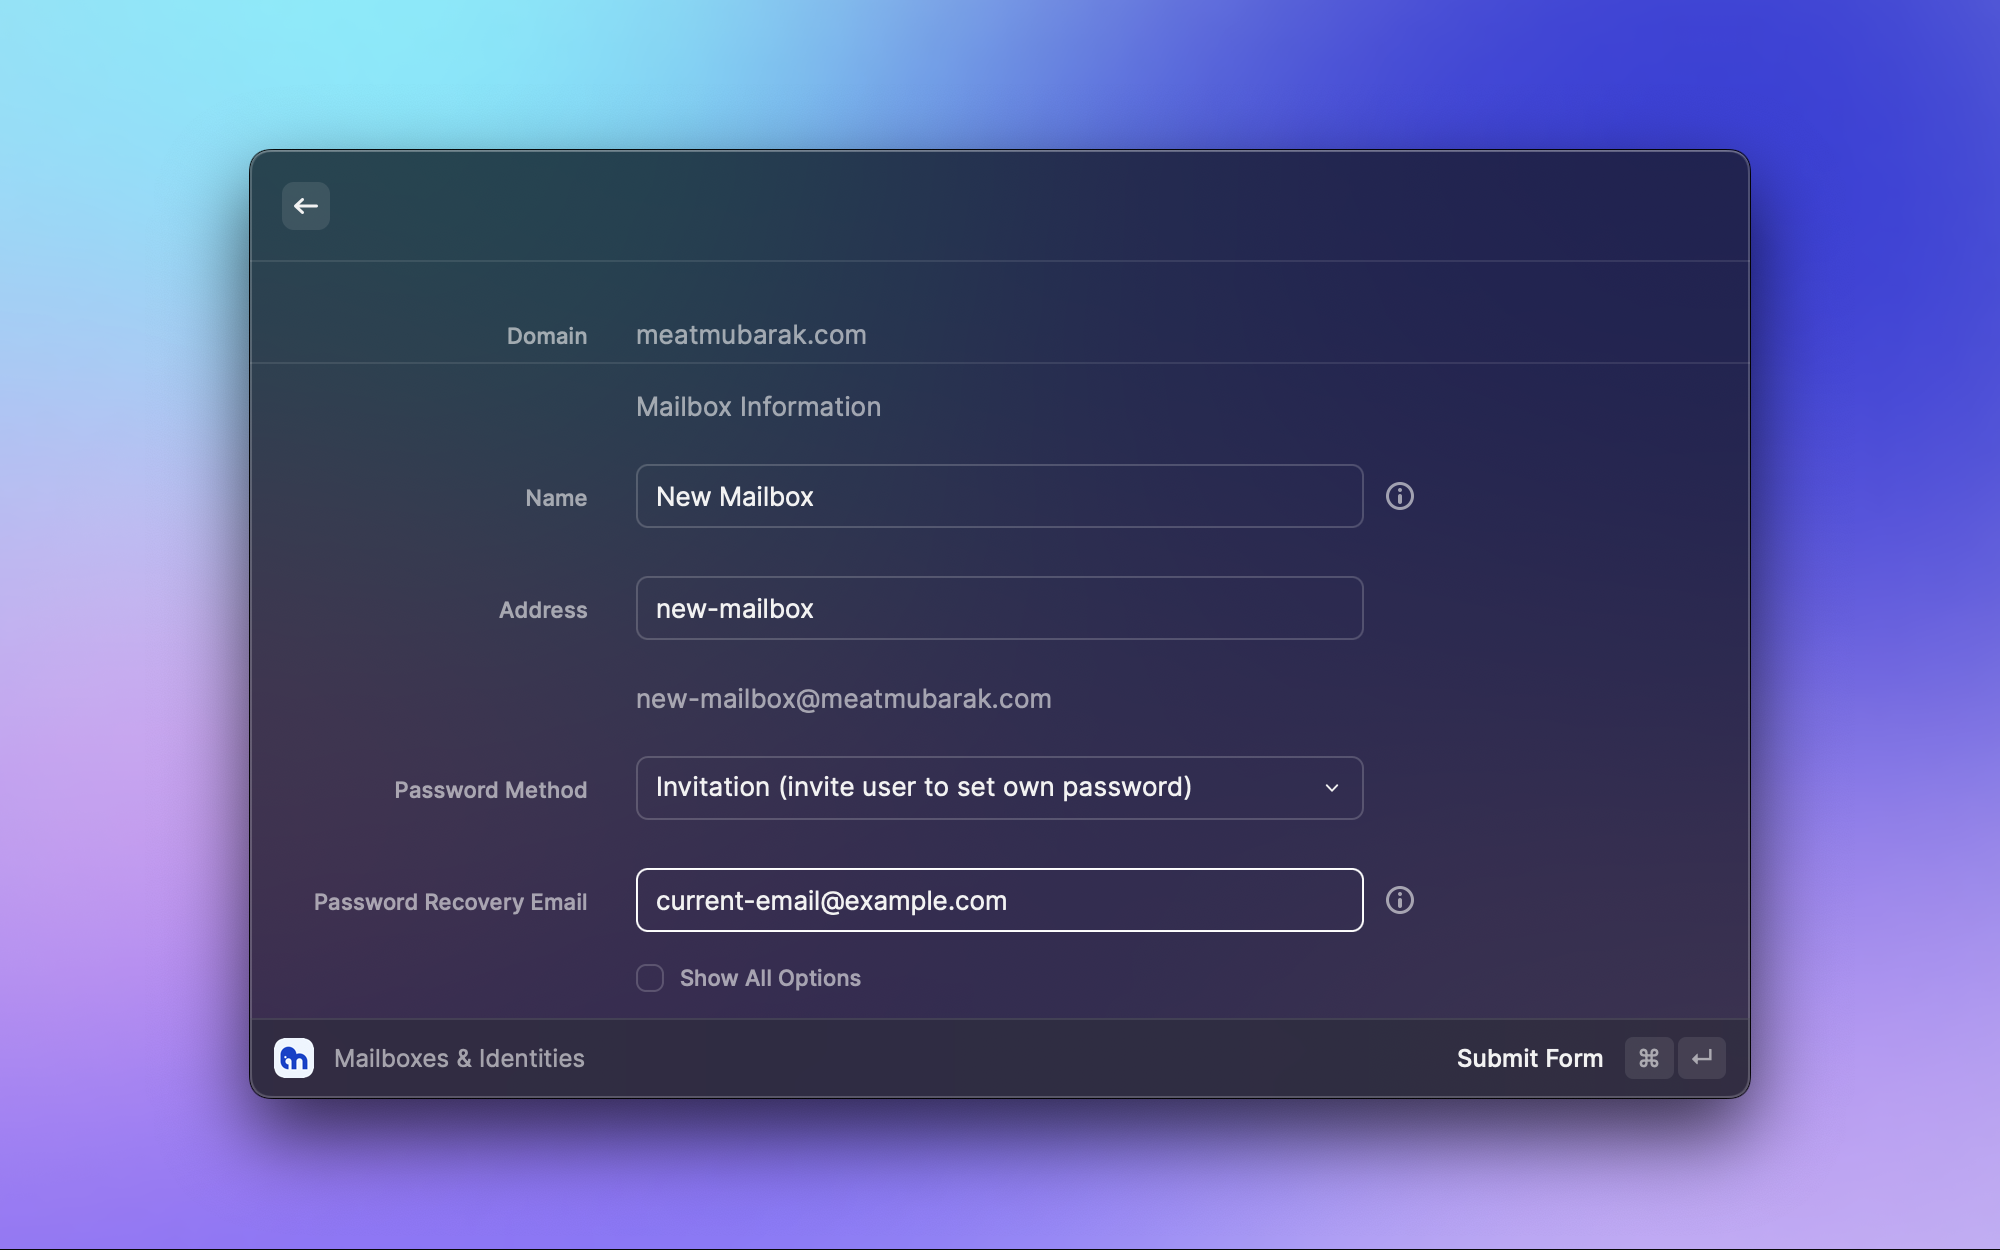 Domain meatmubarak.com
Mailbox Information
Name New Mailbox
Address new-mailbox
new-mailbox@meatmubarak.com
Password Method Invitation (invite user to set own password)
Password Recovery Email current-email@example.com
Show All Options
Mailboxes & Identities Submit Form ⌘ ↵